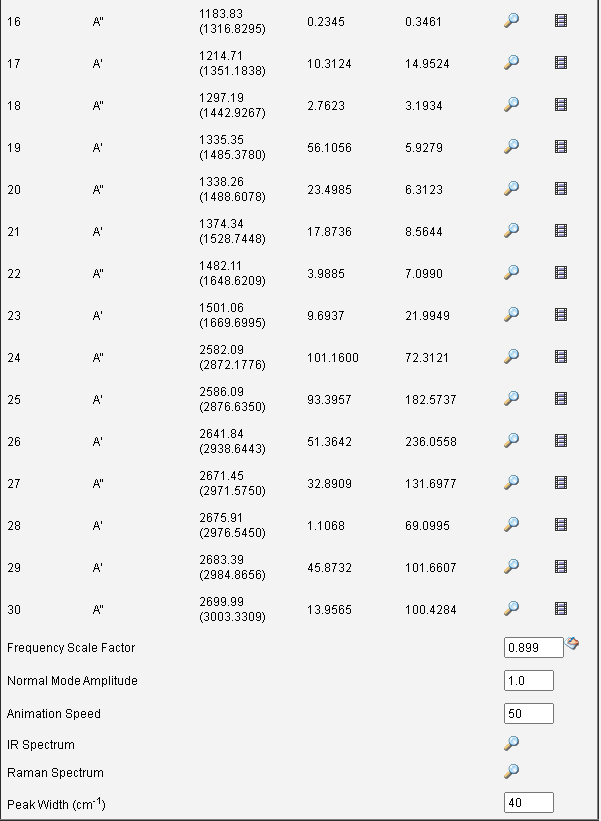 16 A" 1183.83 0.2345 0.3461
(1316.8295)
17 A' 1214.71 10.3124 14.9524
(1351.1838)
18 A" 1297.19 2.7623 3.1934
(1442.9267)
19 A' 1335.35 56.1056 5.9279
(1485.3780)
20 A" 1338.26 23.4985 6.3123
(1488.6078)
21 A' 1374.34 17.8736 8.5644
(1528.7448)
22 A" 1482.11 3.9885 7.0990
(1648.6209)
23 A' 1501.06 9.6937 21.9949
(1669.6995)
24 A" 2582.09 101.1600 72.3121
(2872.1776)
25 A' 2586.09 93.3957 182.5737
(2876.6350)
26 A' 2641.84 51.3642 236.0558
(2938.6443)
27 A" 2671.45 32.8909 131.6977
(2971.5750)
28 A' 2675.91 1.1068 69.0995
(2976.5450)
29 A' 2683.39 45.8732 101.6607
(2984.8656)
30 A" 2699.99 13.9565 100.4284
(3003.3309)
Frequency Scale Factor 0.899
Normal Mode Amplitude 1.0
Animation Speed 50
IR Spectrum
Raman Spectrum
Peak Width (cm⁻¹) 40